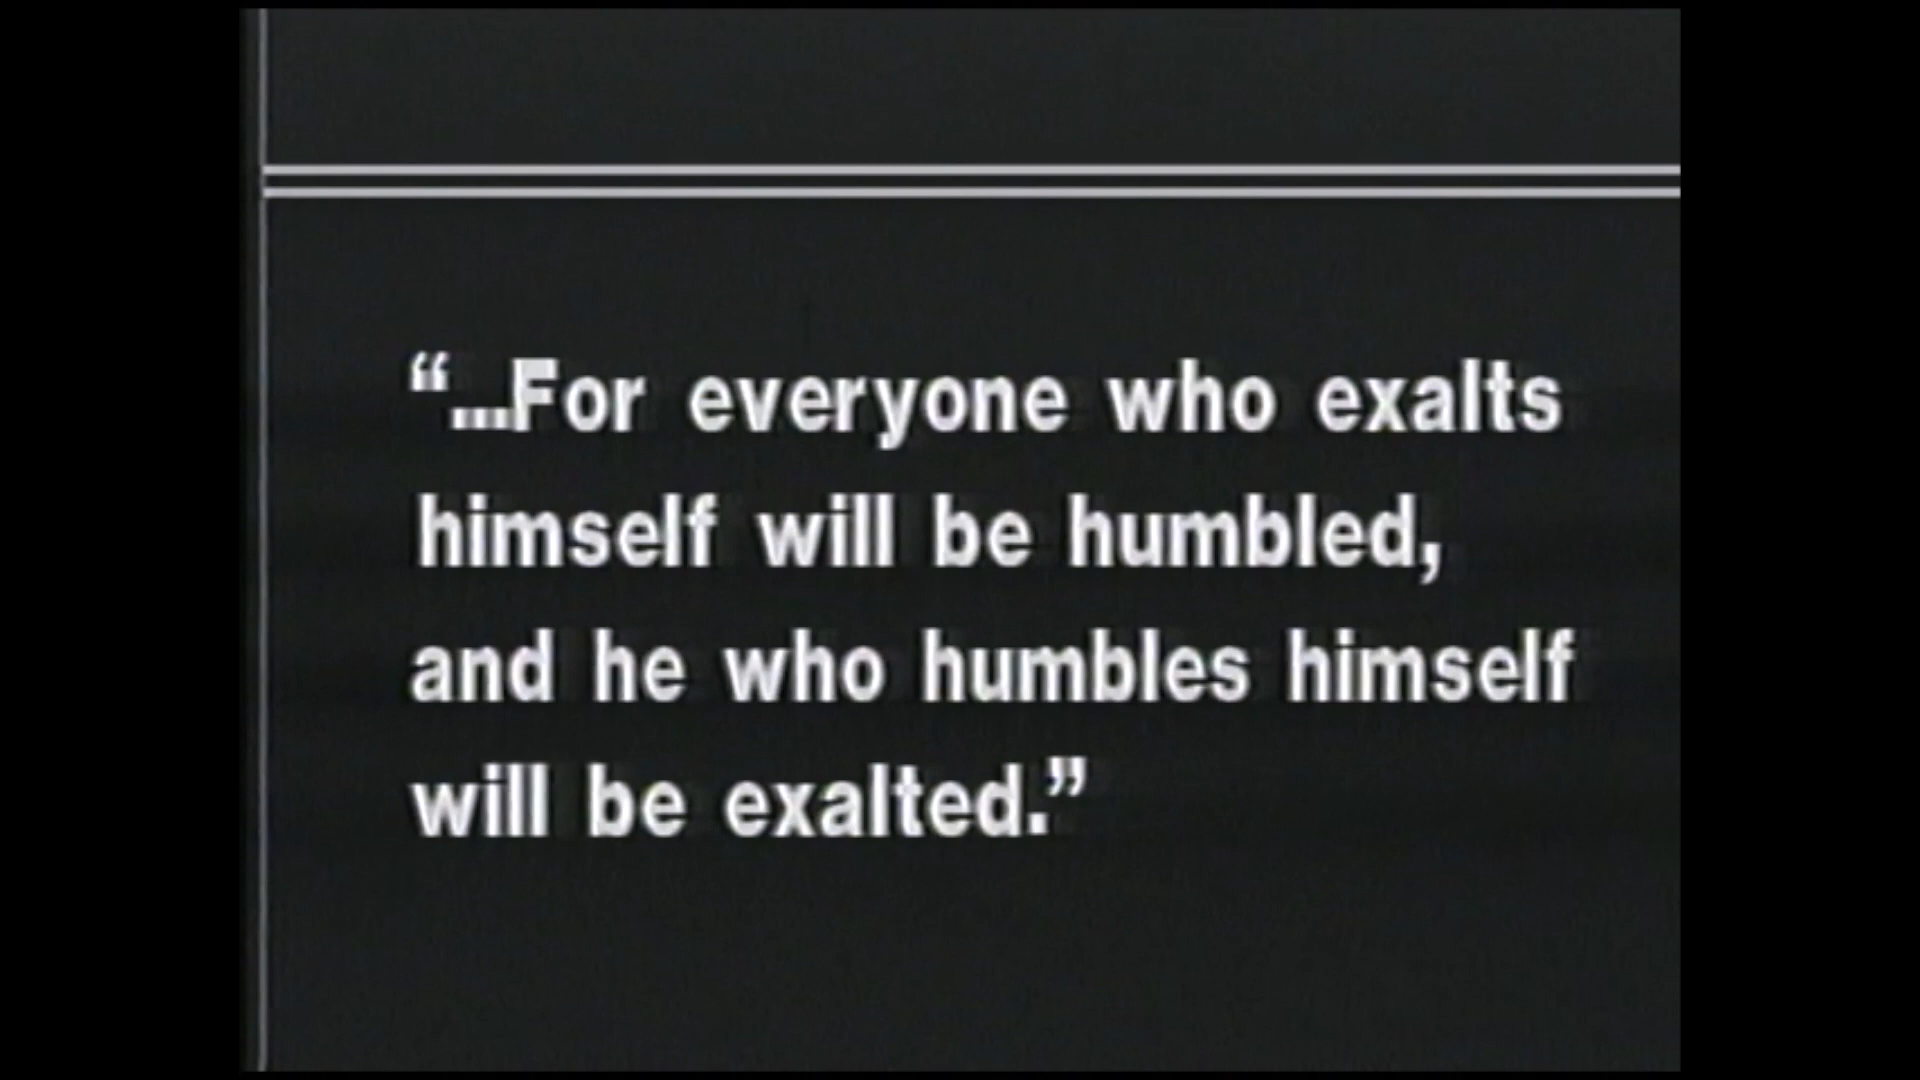 “...For everyone who exalts
himself will be humbled,
and he who humbles himself
will be exalted.”